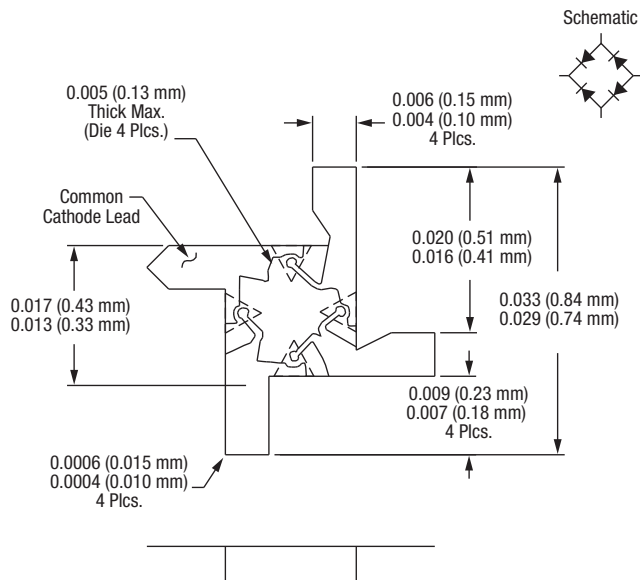 Schematic
0.005 (0.13 mm)
Thick Max.
(Die 4 Plcs.)
0.006 (0.15 mm)
0.004 (0.10 mm)
4 Plcs.
Common
Cathode Lead
0.020 (0.51 mm)
0.016 (0.41 mm)
0.017 (0.43 mm)
0.013 (0.33 mm)
0.033 (0.84 mm)
0.029 (0.74 mm)
0.009 (0.23 mm)
0.007 (0.18 mm)
4 Plcs.
0.0006 (0.015 mm)
0.0004 (0.010 mm)
4 Plcs.